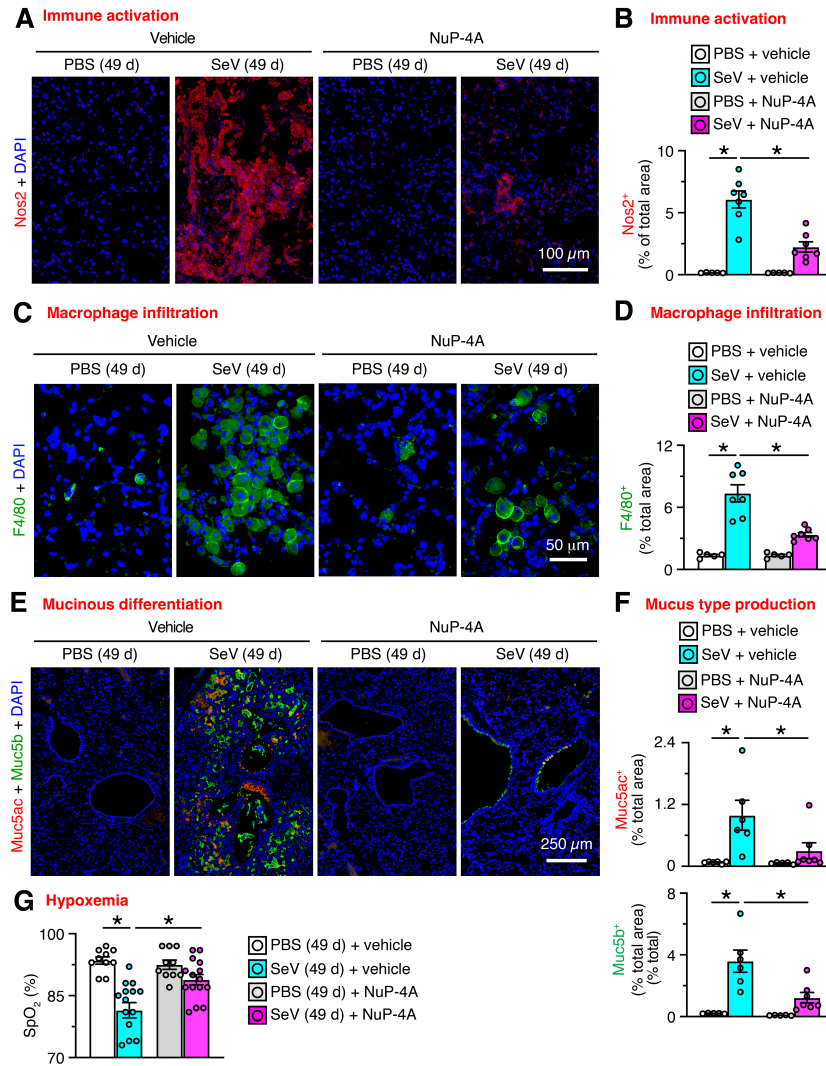 A Immune activation
Vehicle NuP-4A
PBS (49 d) SeV (49 d) PBS (49 d) SeV (49 d)
Nos2 + DAPI
100 µm
B Immune activation
PBS + vehicle
SeV + vehicle
PBS + NuP-4A
SeV + NuP-4A
* *
10
5
0
Nos2⁺
(% of total area)
C Macrophage infiltration
Vehicle NuP-4A
PBS (49 d) SeV (49 d) PBS (49 d) SeV (49 d)
F4/80 + DAPI
50 µm
D Macrophage infiltration
PBS + vehicle
SeV + vehicle
PBS + NuP-4A
SeV + NuP-4A
* *
12
6
0
F4/80⁺
(% total area)
E Mucinous differentiation
Vehicle NuP-4A
PBS (49 d) SeV (49 d) PBS (49 d) SeV (49 d)
Muc5ac + Muc5b + DAPI
250 µm
F Mucus type production
PBS + vehicle
SeV + vehicle
PBS + NuP-4A
SeV + NuP-4A
* *
2.4
1.2
0
Muc5ac⁺
(% total area)
* *
8
4
0
Muc5b⁺
(% total area)
(% total)
G Hypoxemia
* *
100
85
70
SpO₂ (%)
PBS (49 d) + vehicle
SeV (49 d) + vehicle
PBS (49 d) + NuP-4A
SeV (49 d) + NuP-4A